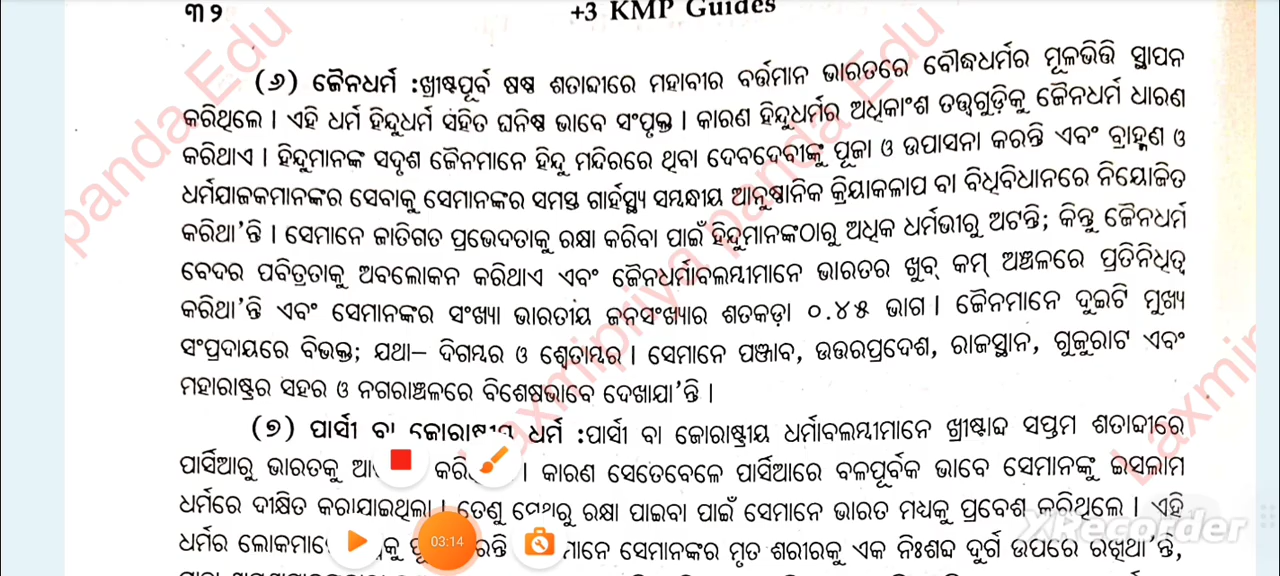 ୩୨ +3 KMP Guides
(୬) ଜୈନଧର୍ମ :ଖ୍ରୀଷ୍ଟପୂର୍ବ ଷଷ୍ଠ ଶତାବ୍ଦୀରେ ମହାବୀର ବର୍ତ୍ତମାନ ଭାରତରେ ବୌଦ୍ଧଧର୍ମର ମୂଳଭିତ୍ତି ସ୍ଥାପନ
କରିଥିଲେ । ଏହି ଧର୍ମ ହିନ୍ଦୁଧର୍ମ ସହିତ ଘନିଷ୍ଠ ଭାବେ ସଂପୃକ୍ତ । କାରଣ ହିନ୍ଦୁଧର୍ମର ଅଧିକାଂଶ ତତ୍ତ୍ୱଗୁଡ଼ିକୁ ଜୈନଧର୍ମ ଧାରଣ
କରିଥାଏ । ହିନ୍ଦୁମାନଙ୍କ ସଦୃଶ ଜୈନମାନେ ହିନ୍ଦୁ ମନ୍ଦିରରେ ଥିବା ଦେବଦେବୀଙ୍କୁ ପୂଜା ଓ ଉପାସନା କରନ୍ତି ଏବଂ ବ୍ରାହ୍ମଣ ଓ
ଧର୍ମଯାଜକମାନଙ୍କର ସେବାକୁ ସେମାନଙ୍କର ସମସ୍ତ ଗାର୍ହସ୍ଥ୍ୟ ସମ୍ବନ୍ଧୀୟ ଆନୁଷ୍ଠାନିକ କ୍ରିୟାକଳାପ ବା ବିଧିବିଧାନରେ ନିୟୋଜିତ
କରିଥା'ନ୍ତି । ସେମାନେ ଜାତିଗତ ପ୍ରଭେଦତାକୁ ରକ୍ଷା କରିବା ପାଇଁ ହିନ୍ଦୁମାନଙ୍କଠାରୁ ଅଧିକ ଧର୍ମଭୀରୁ ଅଟନ୍ତି; କିନ୍ତୁ ଜୈନଧର୍ମ
ବେଦର ପବିତ୍ରତାକୁ ଅବଲୋକନ କରିଥାଏ ଏବଂ ଜୈନଧର୍ମାବଲମ୍ବୀମାନେ ଭାରତର ଖୁବ୍ କମ୍ ଅଞ୍ଚଳରେ ପ୍ରତିନିଧିତ୍ୱ
କରିଥା'ନ୍ତି ଏବଂ ସେମାନଙ୍କର ସଂଖ୍ୟା ଭାରତୀୟ ଜନସଂଖ୍ୟାର ଶତକଡ଼ା ୦.୪୫ ଭାଗ । ଜୈନମାନେ ଦୁଇଟି ମୁଖ୍ୟ
ସଂପ୍ରଦାୟରେ ବିଭକ୍ତ; ଯଥା– ଦିଗମ୍ବର ଓ ଶ୍ୱେତାମ୍ବର । ସେମାନେ ପଞ୍ଜାବ, ଉତ୍ତରପ୍ରଦେଶ, ରାଜସ୍ଥାନ, ଗୁଜୁରାଟ ଏବଂ
ମହାରାଷ୍ଟ୍ରର ସହର ଓ ନଗରାଞ୍ଚଳରେ ବିଶେଷଭାବେ ଦେଖାଯା'ନ୍ତି ।
(୭) ପାର୍ସୀ ବା ଜୋରାଷ୍ଟ୍ରୀୟ ଧର୍ମ :ପାର୍ସୀ ବା ଜୋରାଷ୍ଟ୍ରୀୟ ଧର୍ମାବଲମ୍ବୀମାନେ ଖ୍ରୀଷ୍ଟାବ୍ଦ ସପ୍ତମ ଶତାବ୍ଦୀରେ
ପାର୍ସିଆରୁ ଭାରତକୁ । କାରଣ ସେତେବେଳେ ପାର୍ସିଆରେ ବଳପୂର୍ବକ ଭାବେ ସେମାନଙ୍କୁ ଇସଲାମ
ଧର୍ମରେ ଦୀକ୍ଷିତ କରାଯାଇଥିଲା । ତେଣୁ ରକ୍ଷା ପାଇବା ପାଇଁ ସେମାନେ ଭାରତ ମଧ୍ୟକୁ ପ୍ରବେଶ କରିଥିଲେ । ଏହି
ଧର୍ମର 03:14 ସେମାନଙ୍କର ମୃତ ଶରୀରକୁ ଏକ ନିଃଶବ୍ଦ ଦୁର୍ଗ ଉପରେ ରଖିଥା'ନ୍ତି,
XRecorder
panda Edu
Laxmipriya panda Edu